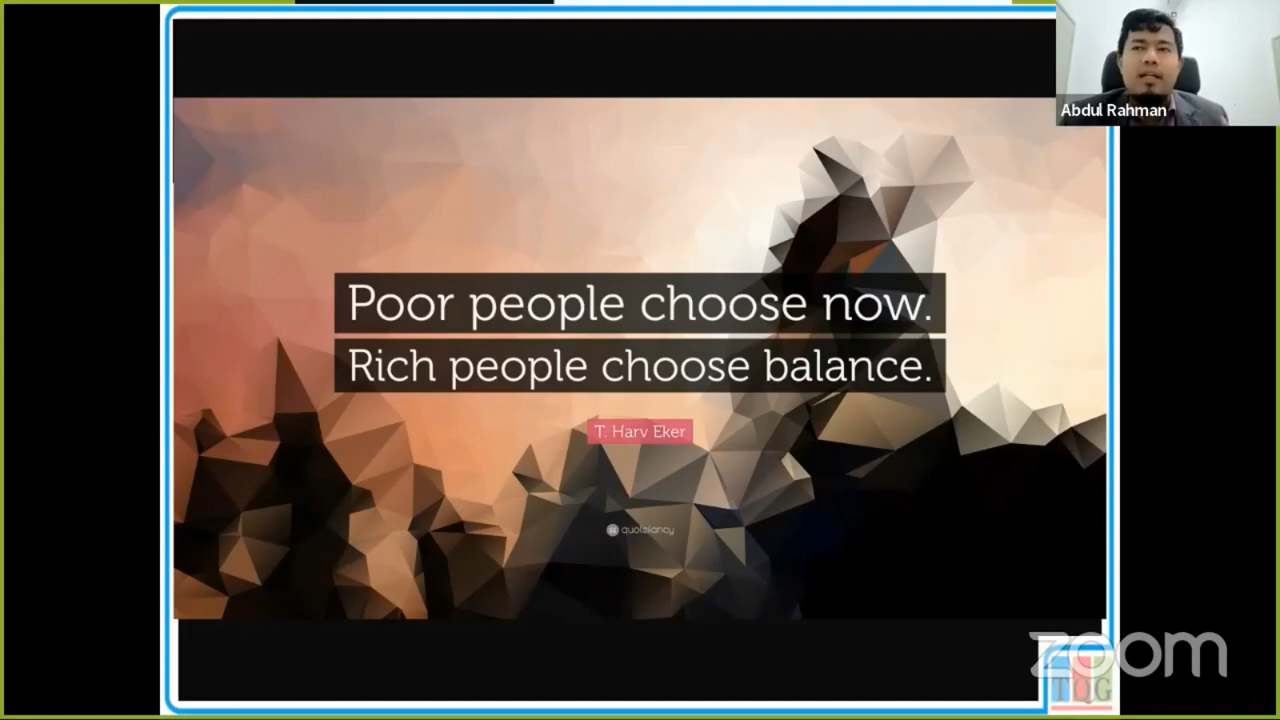 Abdul Rahman
Poor people choose now.
Rich people choose balance.
T. Harv Eker
quotefancy
zoom
TQG